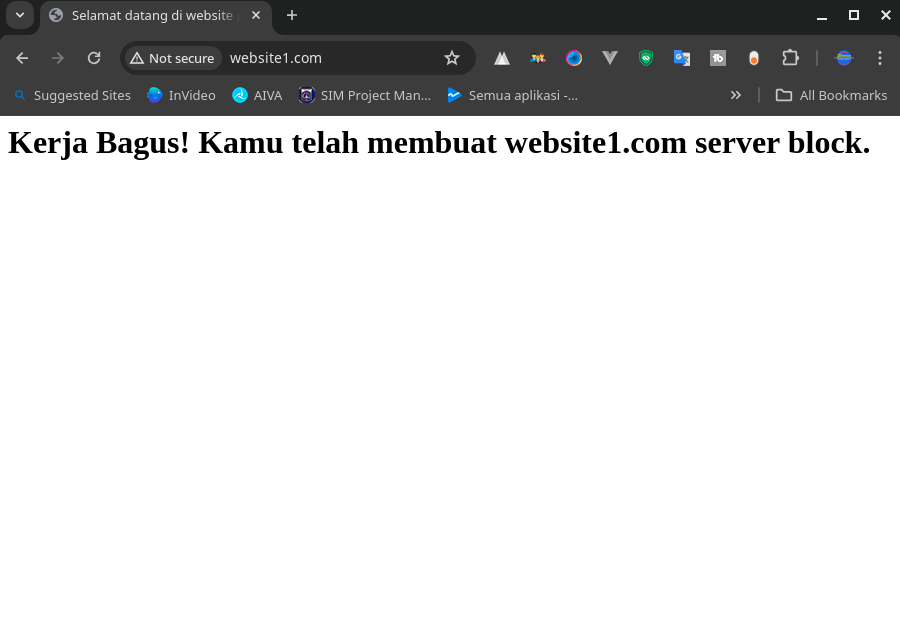 Selamat datang di website
Not secure
website1.com
Suggested Sites
InVideo
AIVA
SIM Project Man...
Semua aplikasi -...
All Bookmarks
Kerja Bagus! Kamu telah membuat website1.com server block.